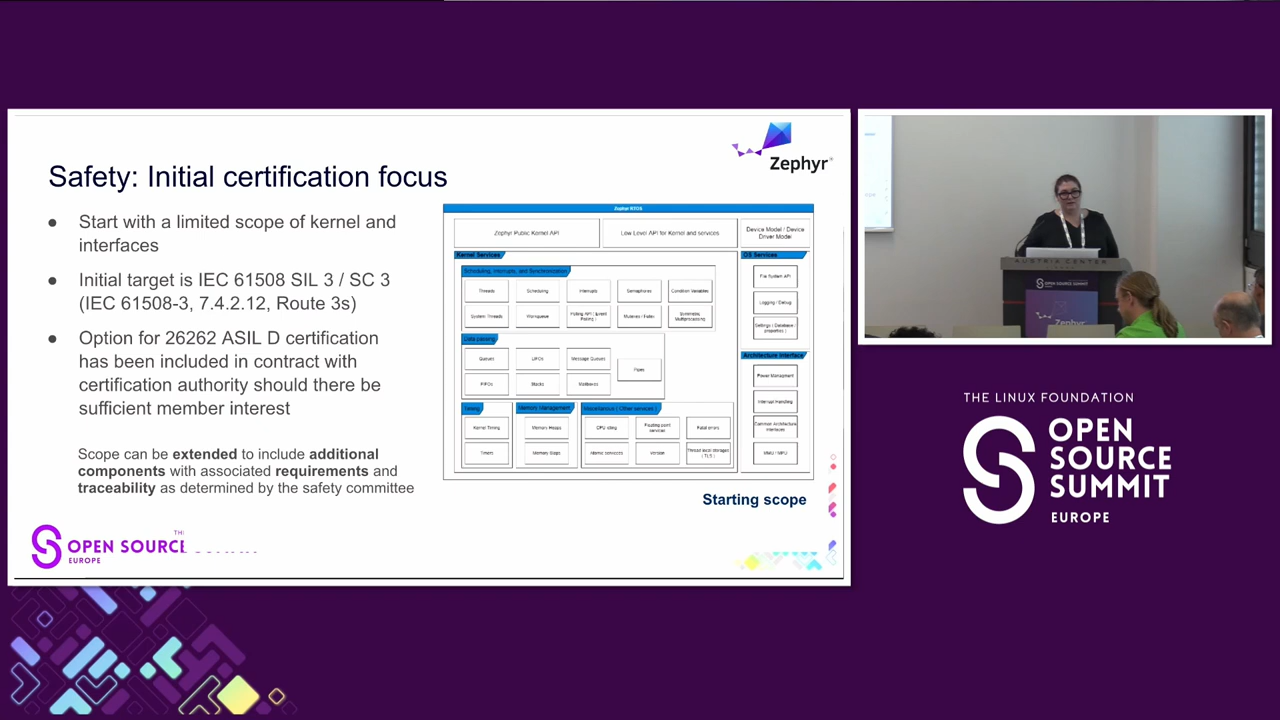 Zephyr
Safety: Initial certification focus
● Start with a limited scope of kernel and
interfaces
● Initial target is IEC 61508 SIL 3 / SC 3
(IEC 61508-3, 7.4.2.12, Route 3s)
● Option for 26262 ASIL D certification
has been included in contract with
certification authority should there be
sufficient member interest
Scope can be extended to include additional
components with associated requirements and
traceability as determined by the safety committee
Zephyr RTOS
Zephyr Public Kernel API
Low Level API for Kernel and services
Device Model / Device
Driver Model
Kernel Services
Scheduling, Interrupts, and Synchronization
Threads
Scheduling
Interrupts
Semaphores
Condition Variables
System Threads
Workqueue
Polling API ( Event
Polling )
Mutexes / Futex
Symmetric
Multiprocessing
Data passing
Queues
LIFOs
Message Queues
Pipes
FIFOs
Stacks
Mailboxes
Timing
Kernel Timing
Timers
Memory Management
Memory Heaps
Memory Slabs
Miscellaneous ( Other services )
CPU idling
Floating point
services
Fatal errors
Atomic services
Version
Thread local storages
( TLS )
OS Services
File System API
Logging / Debug
Settings ( Database /
properties )
Architecture Interface
Power Managment
Interrupt Handling
Common Architecture
Interfaces
MMU / MPU
Starting scope
OPEN SOURCE
EUROPE
AUSTRIA CENTER
OPEN SOURCE
SUMMIT
Zephyr
THE LINUX FOUNDATION
OPEN
SOURCE
SUMMIT
EUROPE